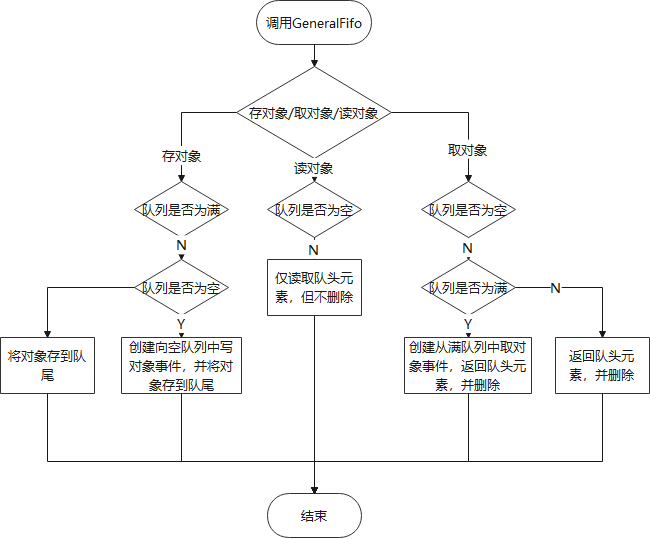 调用GeneralFifo
存对象/取对象/读对象
存对象
读对象
取对象
队列是否为满
队列是否为空
队列是否为空
N
N
N
队列是否为空
仅读取队头元
素，但不删除
队列是否为满
N
Y
Y
将对象存到队
尾
创建向空队列中写
对象事件，并将对
象存到队尾
创建从满队列中取对
象事件，返回队头元
素，并删除
返回队头元
素，并删除
结束